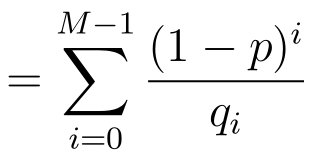 = \sum_{i=0}^{M-1} \frac{(1-p)^i}{q_i}